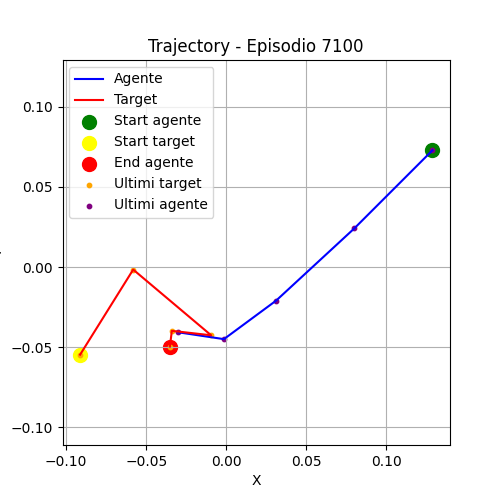 Trajectory - Episodio 7100
Agente
Target
Start agente
Start target
End agente
Ultimi target
Ultimi agente
0.10
0.05
0.00
−0.05
−0.10
−0.10
−0.05
0.00
0.05
0.10
X